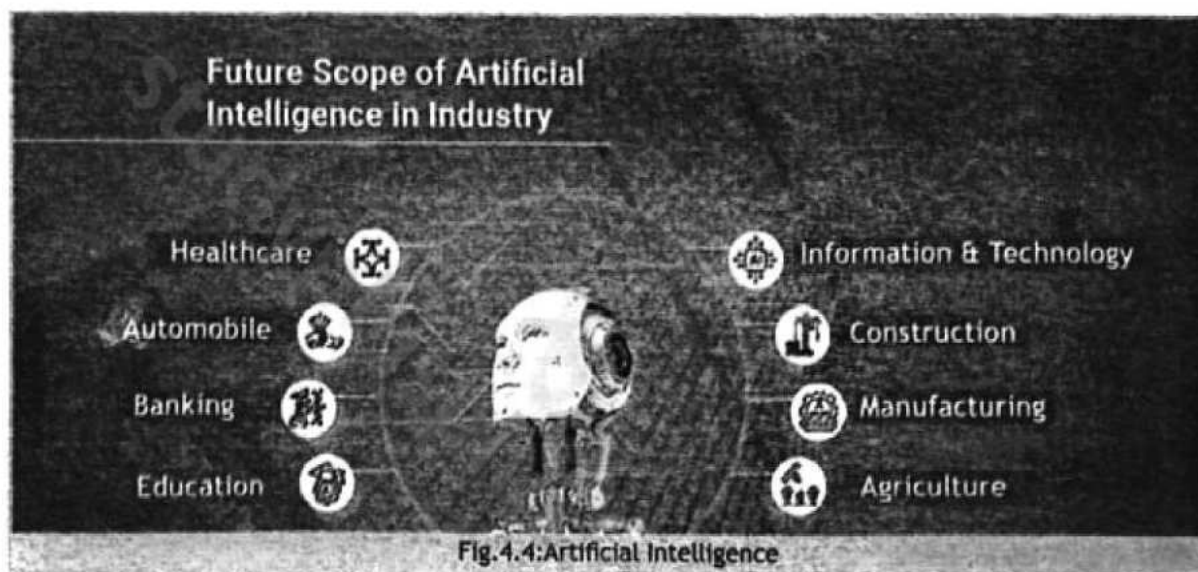 Future Scope of Artificial
Intelligence in Industry
Healthcare
Automobile
Banking
Education
Information & Technology
Construction
Manufacturing
Agriculture
Fig.4.4:Artificial Intelligence